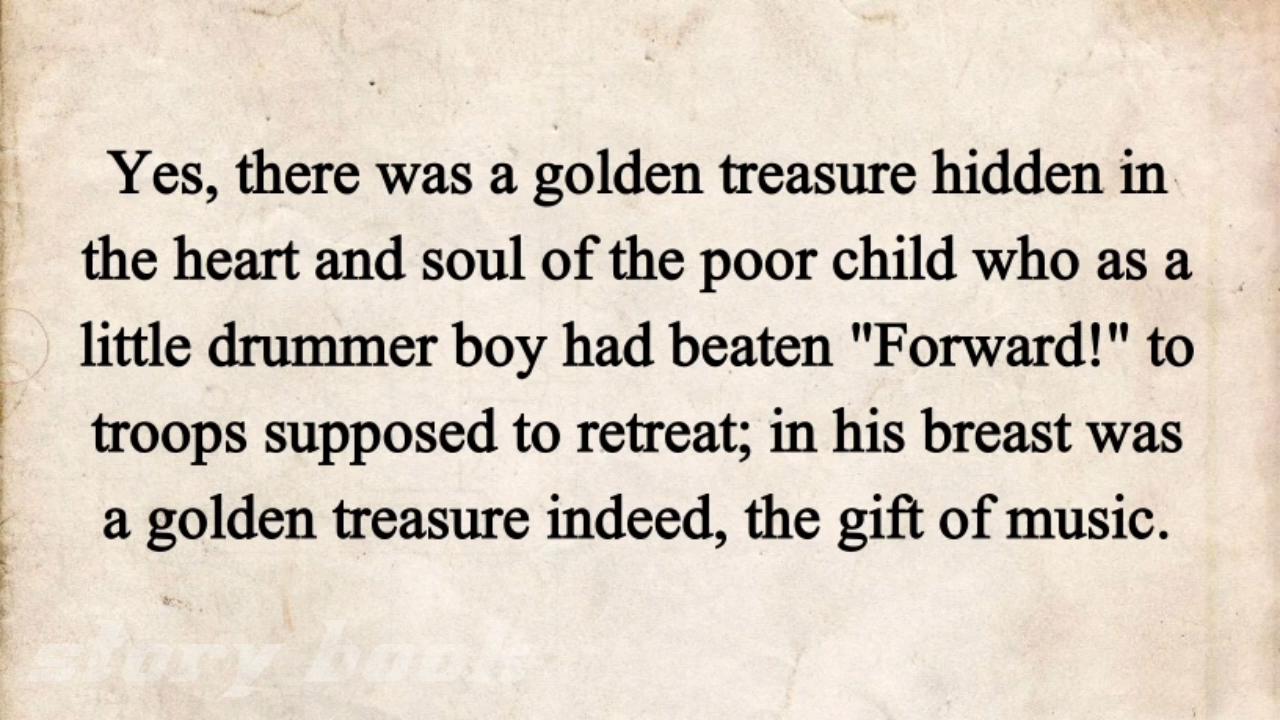 Yes, there was a golden treasure hidden in
the heart and soul of the poor child who as a
little drummer boy had beaten "Forward!" to
troops supposed to retreat; in his breast was
a golden treasure indeed, the gift of music.
story book